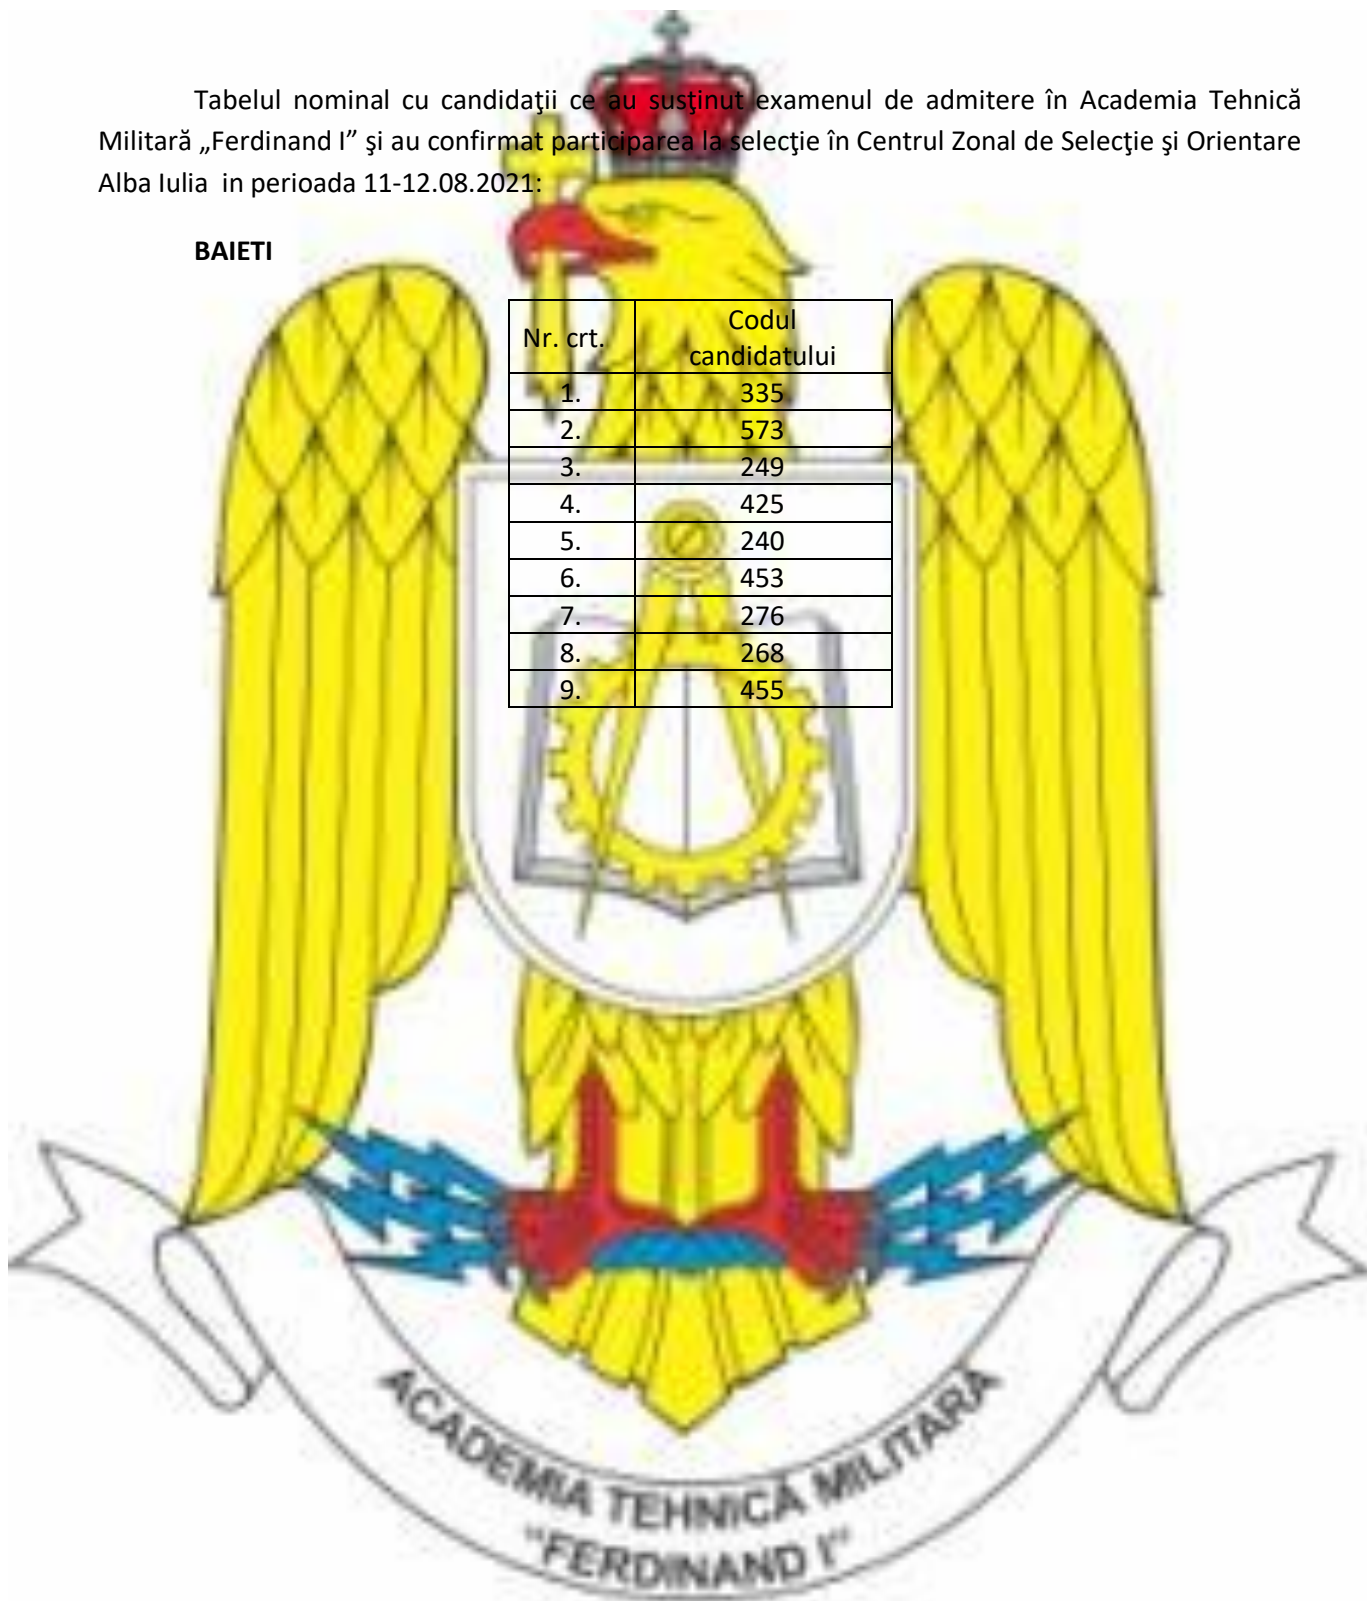 Tabelul nominal cu candidaţii ce au susţinut examenul de admitere în Academia Tehnică
Militară „Ferdinand I” şi au confirmat participarea la selecţie în Centrul Zonal de Selecţie şi Orientare
Alba Iulia  in perioada 11-12.08.2021:
BAIETI
Nr. crt. Codul candidatului
1. 335
2. 573
3. 249
4. 425
5. 240
6. 453
7. 276
8. 268
9. 455
ACADEMIA TEHNICĂ MILITARĂ
"FERDINAND I"